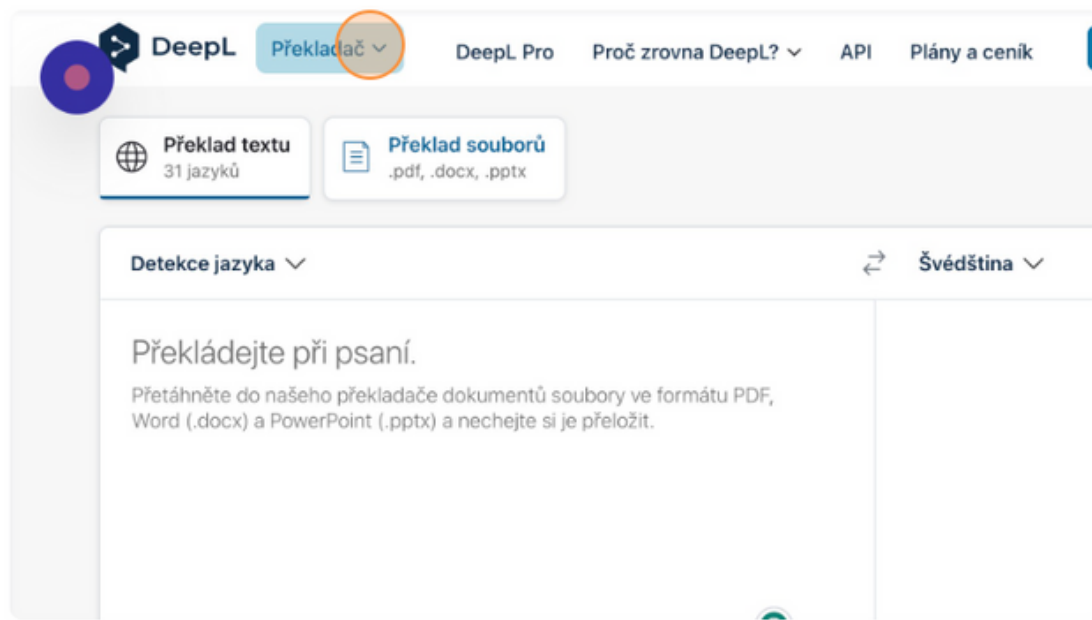 DeepL
Překladač
DeepL Pro
Proč zrovna DeepL?
API
Plány a ceník
Překlad textu
31 jazyků
Překlad souborů
.pdf, .docx, .pptx
Detekce jazyka
Švédština
Překládejte při psaní.
Přetáhněte do našeho překladače dokumentů soubory ve formátu PDF,
Word (.docx) a PowerPoint (.pptx) a nechejte si je přeložit.